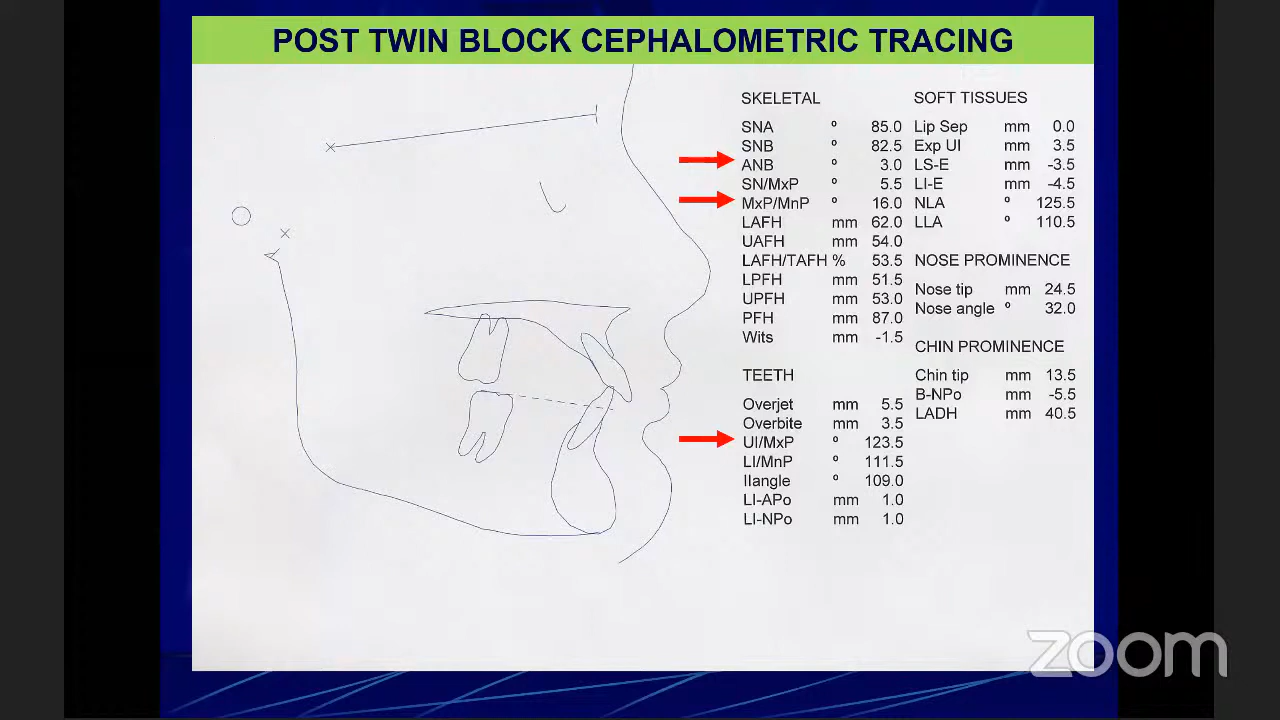 POST TWIN BLOCK CEPHALOMETRIC TRACING
SKELETAL
SNA º 85.0
SNB º 82.5
ANB º 3.0
SN/MxP º 5.5
MxP/MnP º 16.0
LAFH mm 62.0
UAFH mm 54.0
LAFH/TAFH % 53.5
LPFH mm 51.5
UPFH mm 53.0
PFH mm 87.0
Wits mm -1.5
TEETH
Overjet mm 5.5
Overbite mm 3.5
UI/MxP º 123.5
LI/MnP º 111.5
IIangle º 109.0
LI-APo mm 1.0
LI-NPo mm 1.0
SOFT TISSUES
Lip Sep mm 0.0
Exp UI mm 3.5
LS-E mm -3.5
LI-E mm -4.5
NLA º 125.5
LLA º 110.5
NOSE PROMINENCE
Nose tip mm 24.5
Nose angle º 32.0
CHIN PROMINENCE
Chin tip mm 13.5
B-NPo mm -5.5
LADH mm 40.5
zoom